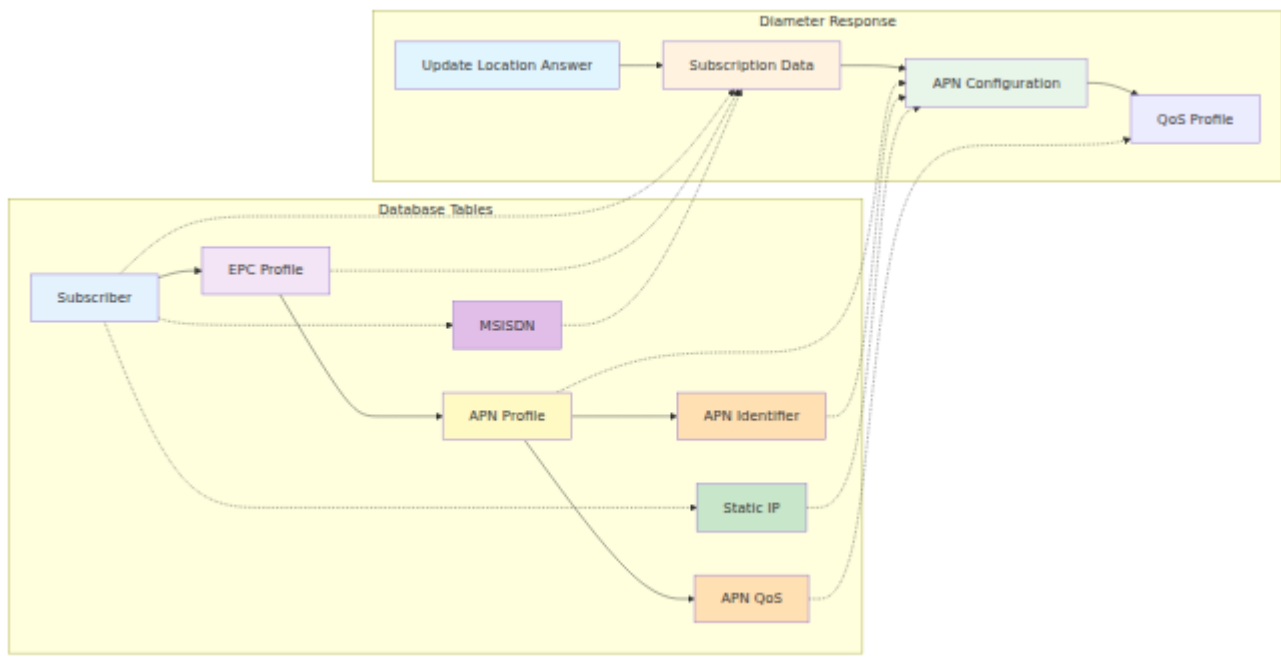 Diameter Response
Update Location Answer
Subscription Data
APN Configuration
QoS Profile
Database Tables
EPC Profile
Subscriber
MSISDN
APN Profile
APN Identifier
Static IP
APN QoS